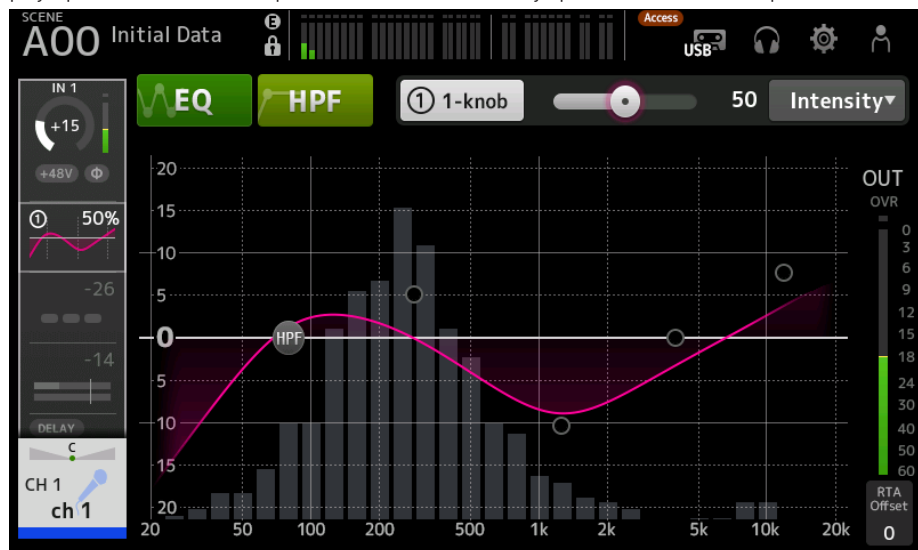 SCENE
A00 Initial Data
E
Access
USB
IN 1
+15
+48V Φ
① 50%
-26
-14
DELAY
C
CH 1
ch 1
EQ
HPF
① 1-knob
50
Intensity▼
20
15
10
5
0
5
10
15
20
HPF
20 50 100 200 500 1k 2k 5k 10k 20k
OUT
OVR
0
3
6
9
12
15
18
24
30
40
50
60
RTA
Offset
0